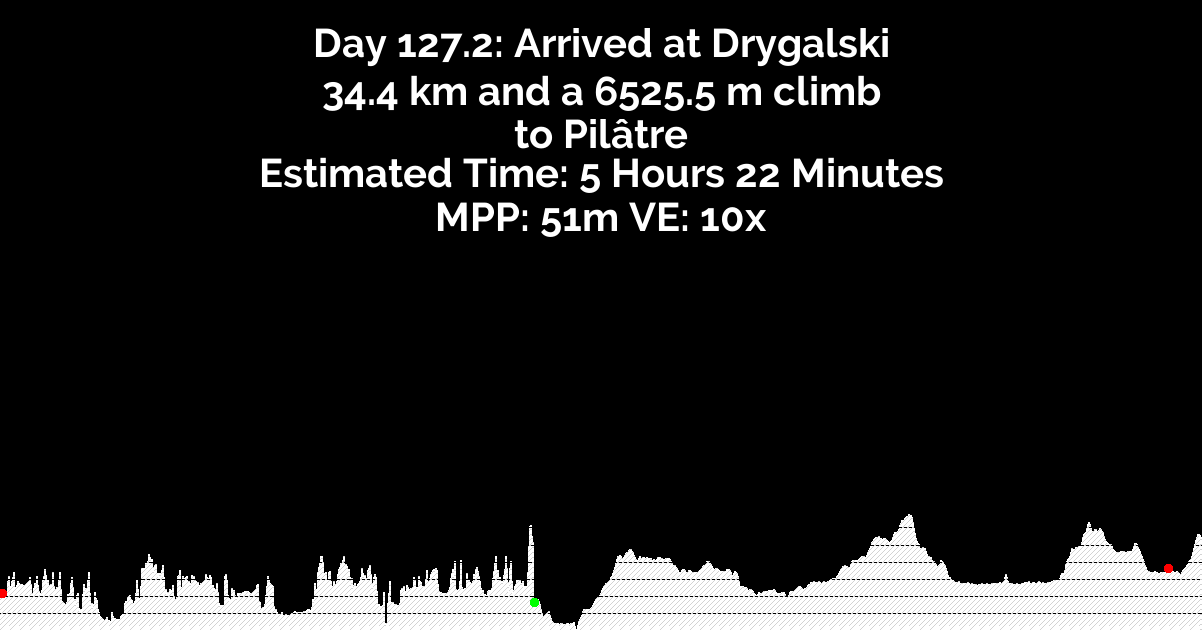 Day 127.2: Arrived at Drygalski
34.4 km and a 6525.5 m climb
to Pilâtre
Estimated Time: 5 Hours 22 Minutes
MPP: 51m VE: 10x